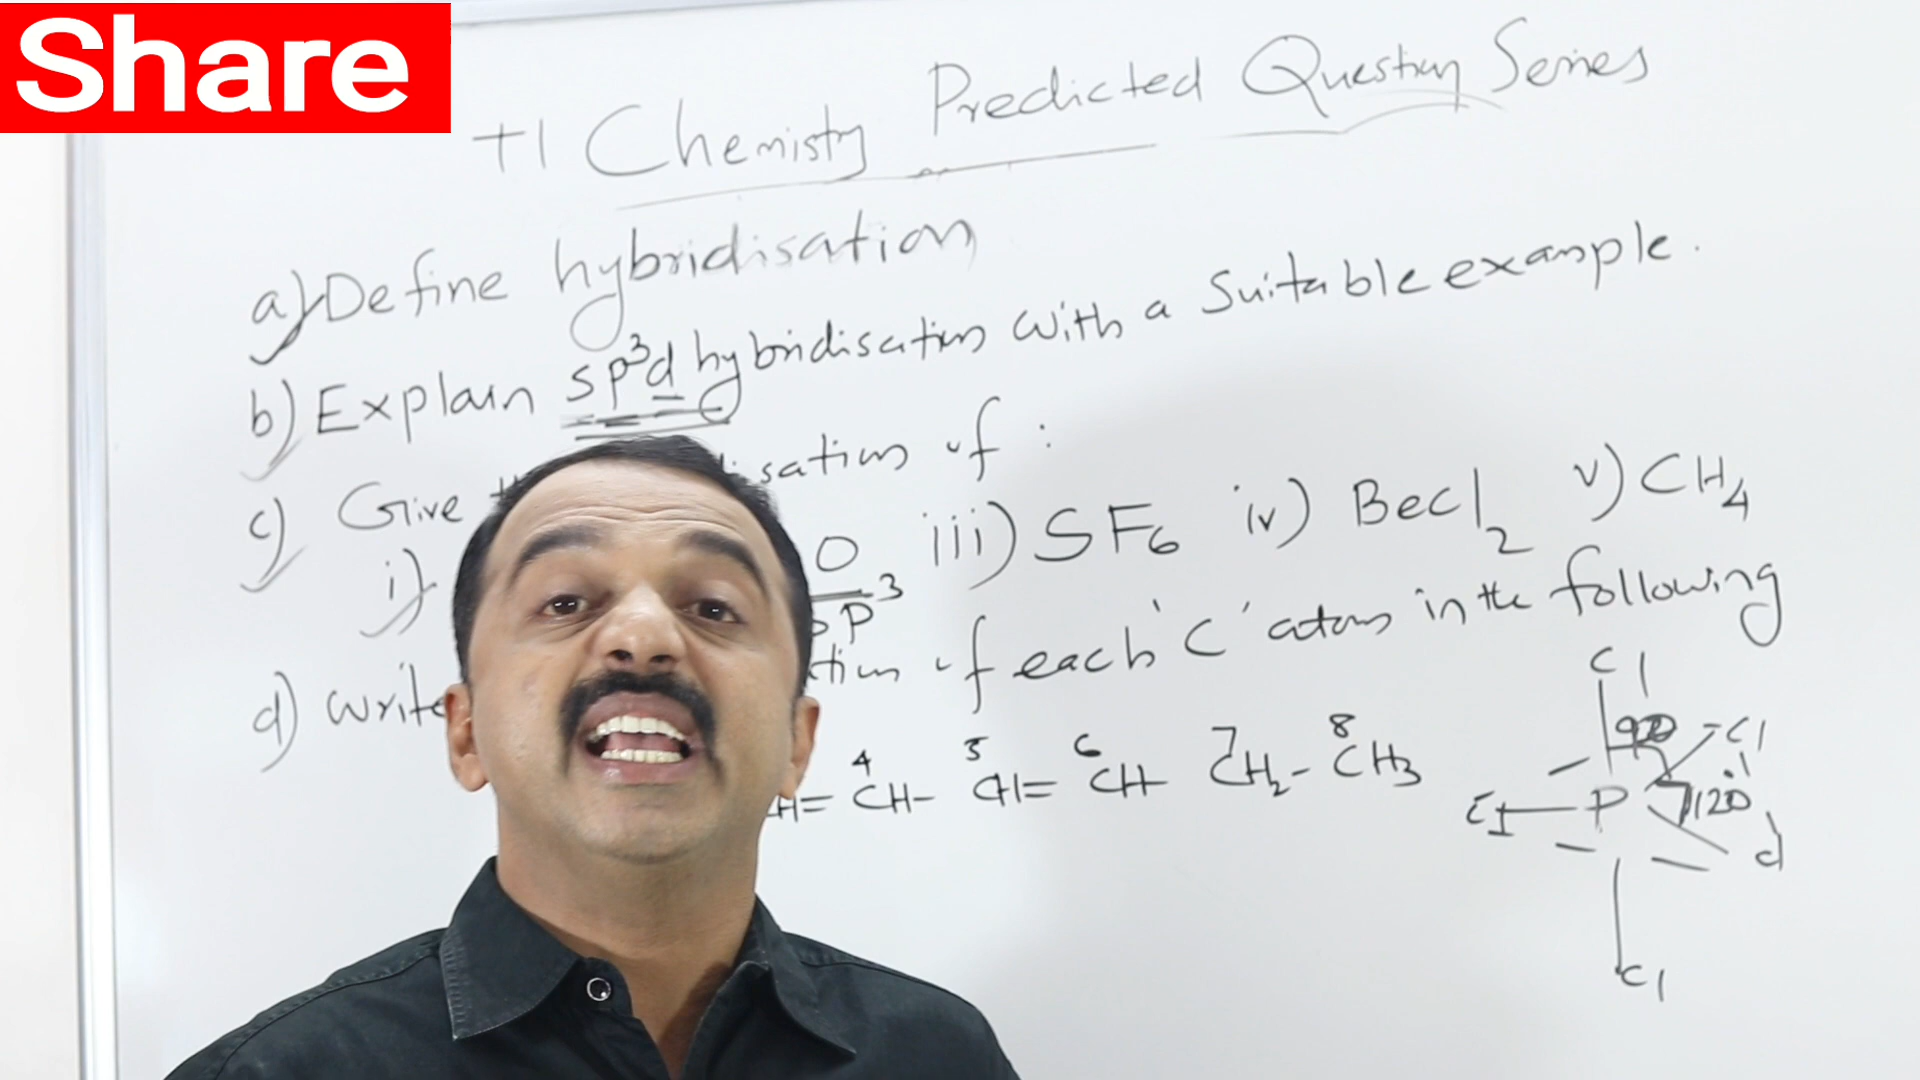 Share
+1 Chemistry Predicted Question Series
a) Define hybridisation
b) Explain sp³d hybridisation with a suitable example.
c) Give isation of :
i) O iii) SF₆ iv) BeCl₂ v) CH₄
sp³
d) write tion of each 'C' atom in the following
4 5 6 7 8
H= CH- CH= CH- CH₂- CH₃
Cl
90 Cl
Cl P 120
Cl
Cl